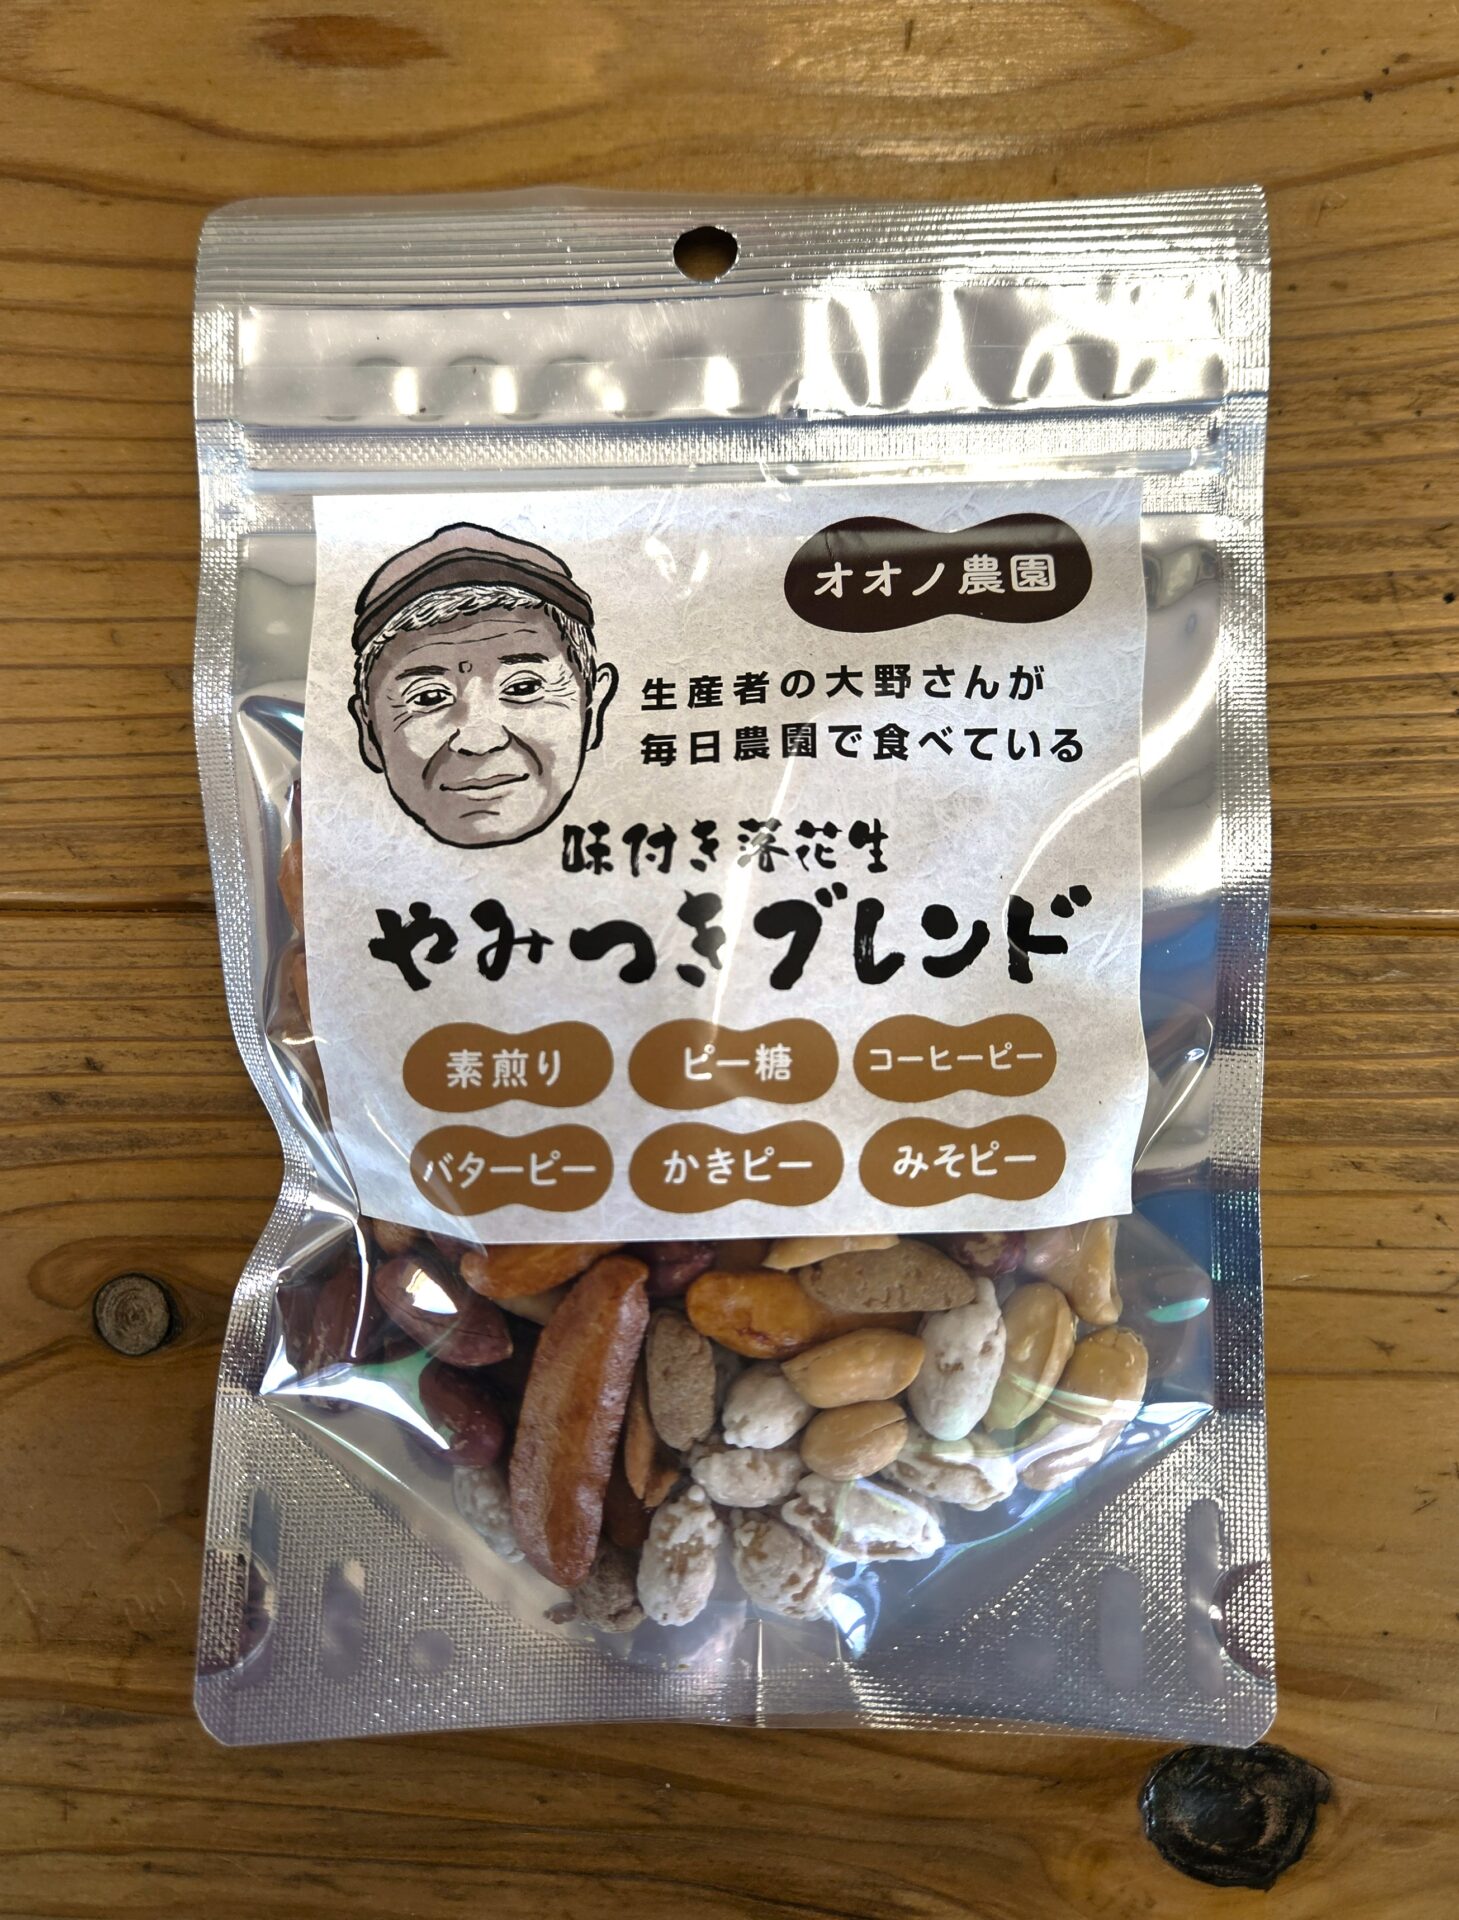 オオノ農園
生産者の大野さんが
毎日農園で食べている
味付き落花生
やみつきブレンド
素煎り ピー糖 コーヒーピー
バターピー かきピー みそピー